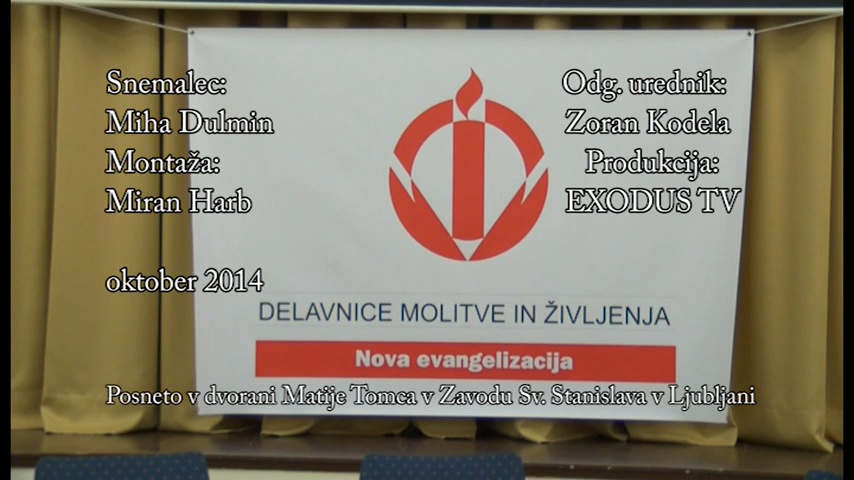 Snemalec:
Miha Dulmin
Montaža:
Miran Harb
oktober 2014
Odg. urednik:
Zoran Kodela
Produkcija:
EXODUS TV
DELAVNICE MOLITVE IN ŽIVLJENJA
Nova evangelizacija
Posneto v dvorani Matije Tomca v Zavodu Sv. Stanislava v Ljubljani